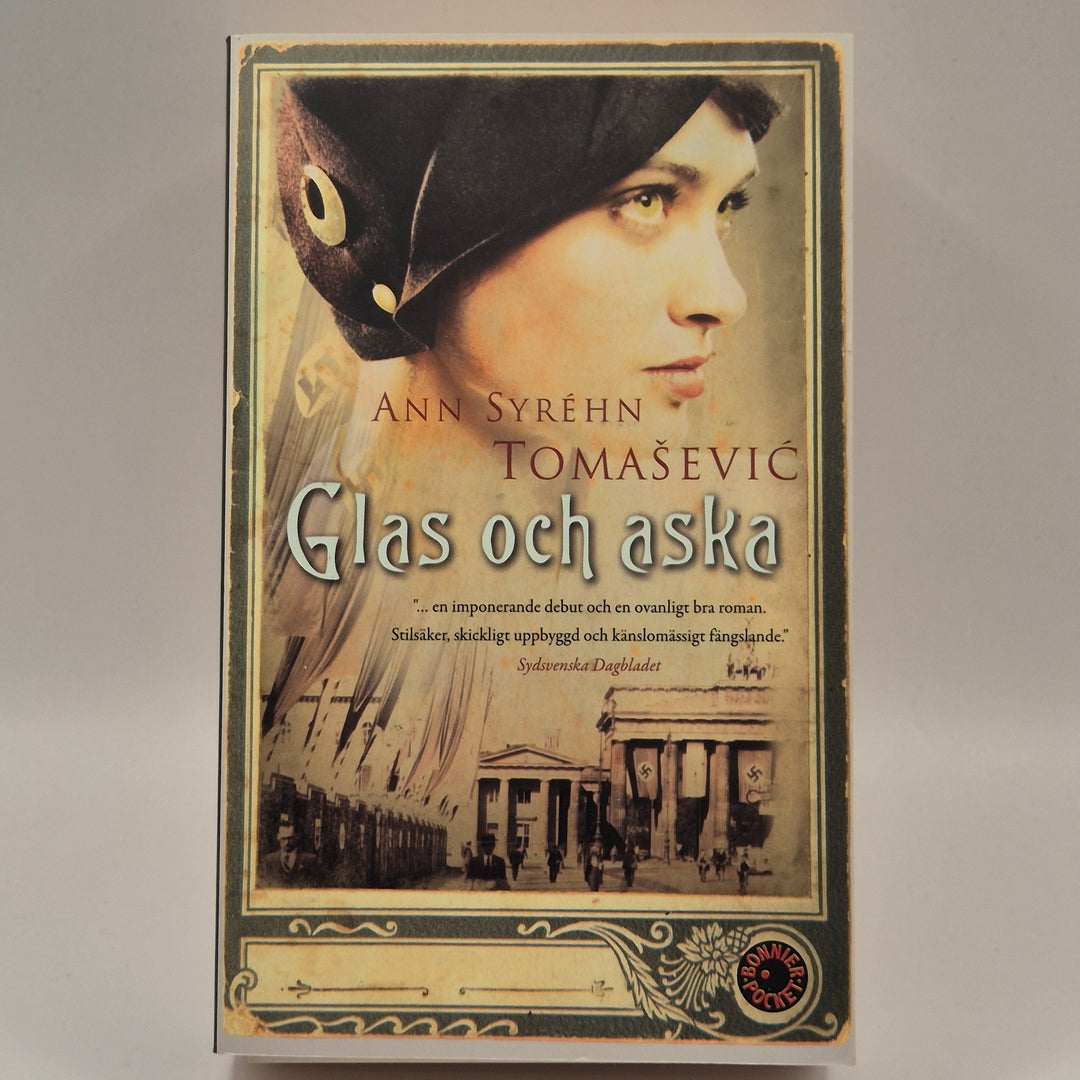 ANN SYRÉHN
TOMAŠEVIĆ
Glas och aska
"... en imponerande debut och en ovanligt bra roman.
Stilsäker, skickligt uppbyggd och känslomässigt fängslande."
Sydsvenska Dagbladet
BONNIER
POCKET